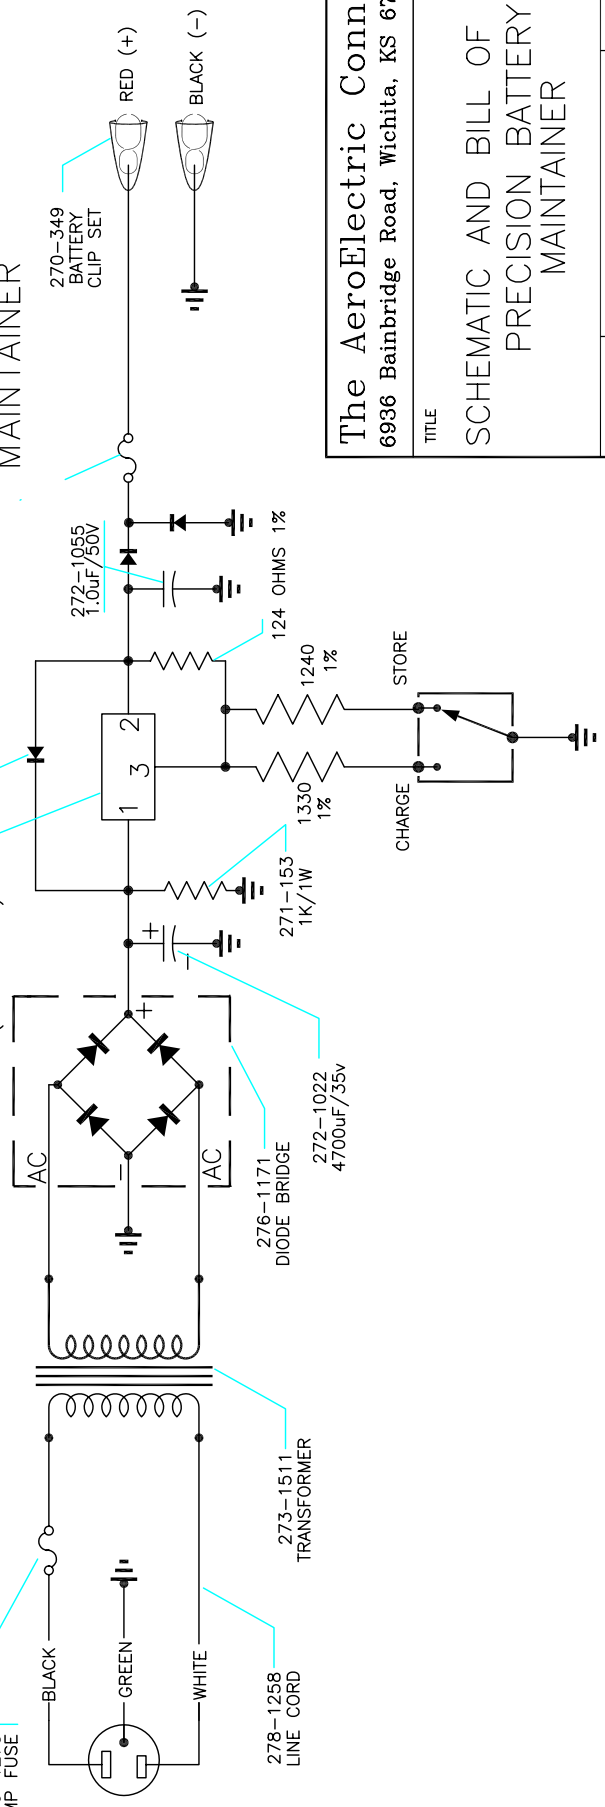 MAINTAINER
RED (+)
BLACK (-)
270-349
BATTERY
CLIP SET
272-1055
1.0uF/50V
124 OHMS 1%
1
2
3
1240
1%
1330
1%
STORE
CHARGE
271-153
1K/1W
+
-
272-1022
4700uF/35v
+
-
AC
AC
276-1171
DIODE BRIDGE
273-1511
TRANSFORMER
BLACK
GREEN
WHITE
278-1258
LINE CORD
FUSE
The AeroElectric Conn
6936 Bainbridge Road, Wichita, KS 67
TITLE
SCHEMATIC AND BILL OF
PRECISION BATTERY
MAINTAINER